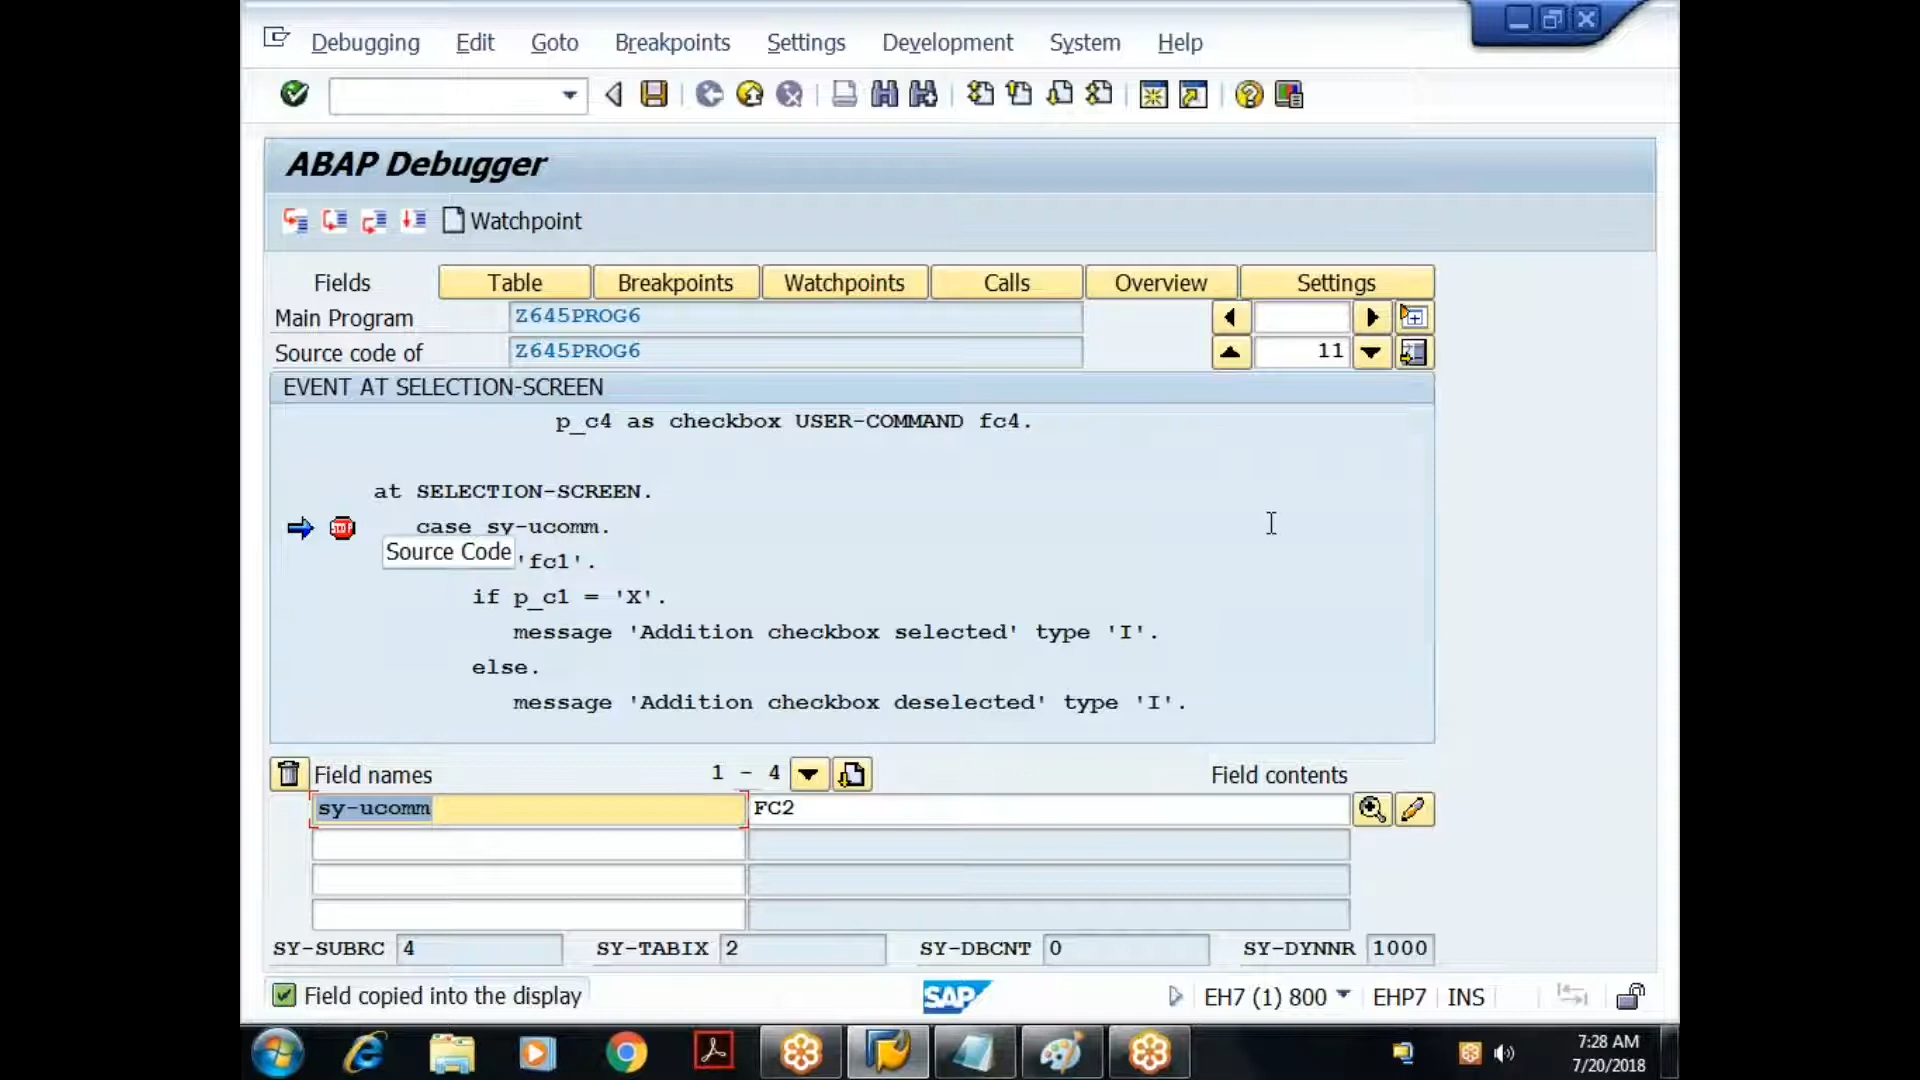 Debugging Edit Goto Breakpoints Settings Development System Help
ABAP Debugger
Watchpoint
Fields Table Breakpoints Watchpoints Calls Overview Settings
Main Program Z645PROG6
Source code of Z645PROG6 11
EVENT AT SELECTION-SCREEN
p_c4 as checkbox USER-COMMAND fc4.
at SELECTION-SCREEN.
STOP case sy-ucomm.
Source Code 'fc1'.
if p_c1 = 'X'.
message 'Addition checkbox selected' type 'I'.
else.
message 'Addition checkbox deselected' type 'I'.
Field names 1 - 4 Field contents
sy-ucomm FC2
SY-SUBRC 4 SY-TABIX 2 SY-DBCNT 0 SY-DYNNR 1000
Field copied into the display SAP EH7 (1) 800 EHP7 INS
7:28 AM
7/20/2018